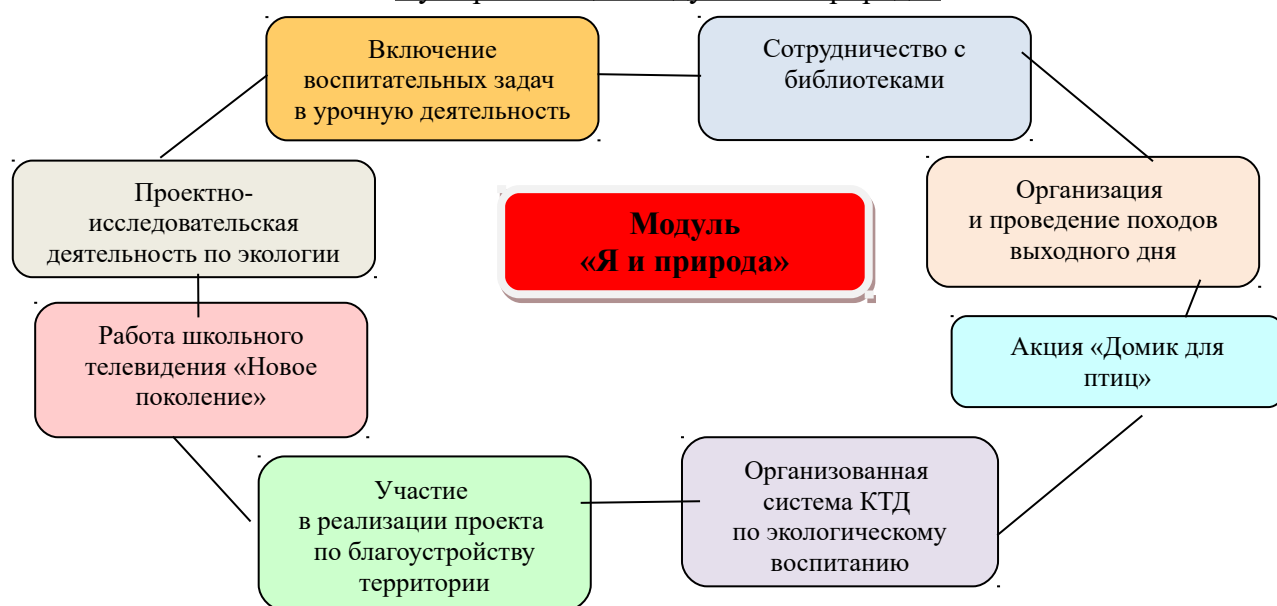 Включение
воспитательных задач
в урочную деятельность
Сотрудничество с
библиотеками
Проектно-
исследовательская
деятельность по экологии
Модуль
«Я и природа»
Организация
и проведение походов
выходного дня
Работа школьного
телевидения «Новое
поколение»
Акция «Домик для
птиц»
Участие
в реализации проекта
по благоустройству
территории
Организованная
система КТД
по экологическому
воспитанию